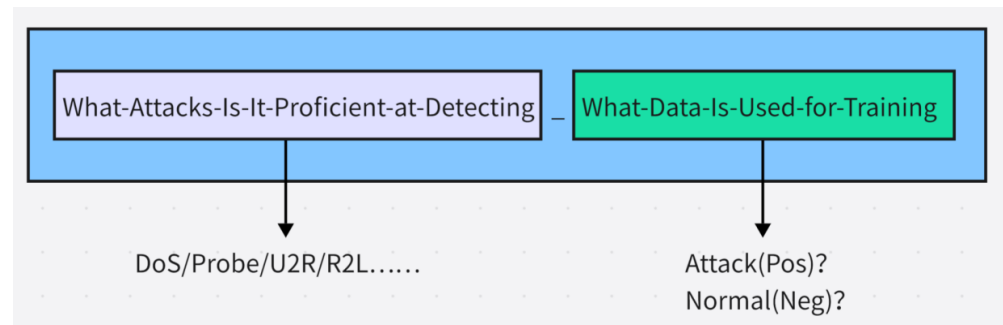 What-Attacks-Is-It-Proficient-at-Detecting _ What-Data-Is-Used-for-Training
DoS/Probe/U2R/R2L……
Attack(Pos)?
Normal(Neg)?